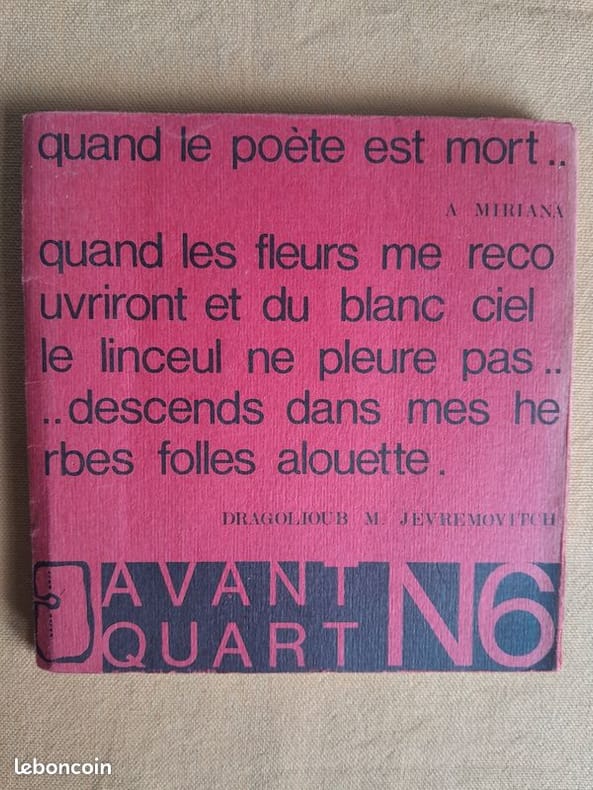 quand le poète est mort..
A MIRIANA
quand les fleurs me reco
uvriront et du blanc ciel
le linceul ne pleure pas..
..descends dans mes he
rbes folles alouette.
DRAGOLIOUB M. JEVREMOVITCH
AVANT
QUART
N6
leboncoin